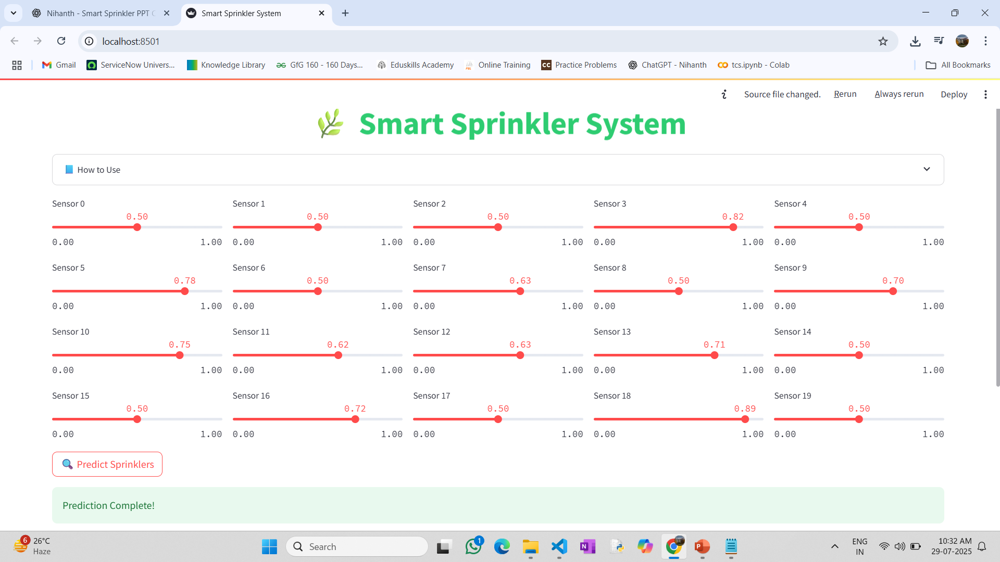 Nihanth - Smart Sprinkler PPT
Smart Sprinkler System
localhost:8501
Gmail
ServiceNow Univers...
Knowledge Library
GfG 160 - 160 Days...
Eduskills Academy
Online Training
CC Practice Problems
ChatGPT - Nihanth
tcs.ipynb - Colab
All Bookmarks
Source file changed. Rerun Always rerun Deploy
Smart Sprinkler System
How to Use
Sensor 0 Sensor 1 Sensor 2 Sensor 3 Sensor 4
0.50 0.50 0.50 0.82 0.50
0.00 1.00 0.00 1.00 0.00 1.00 0.00 1.00 0.00 1.00
Sensor 5 Sensor 6 Sensor 7 Sensor 8 Sensor 9
0.78 0.50 0.63 0.50 0.70
0.00 1.00 0.00 1.00 0.00 1.00 0.00 1.00 0.00 1.00
Sensor 10 Sensor 11 Sensor 12 Sensor 13 Sensor 14
0.75 0.62 0.63 0.71 0.50
0.00 1.00 0.00 1.00 0.00 1.00 0.00 1.00 0.00 1.00
Sensor 15 Sensor 16 Sensor 17 Sensor 18 Sensor 19
0.50 0.72 0.50 0.89 0.50
0.00 1.00 0.00 1.00 0.00 1.00 0.00 1.00 0.00 1.00
Predict Sprinklers
Prediction Complete!
6 26°C
Haze
Search
1
ENG
IN
10:32 AM
29-07-2025